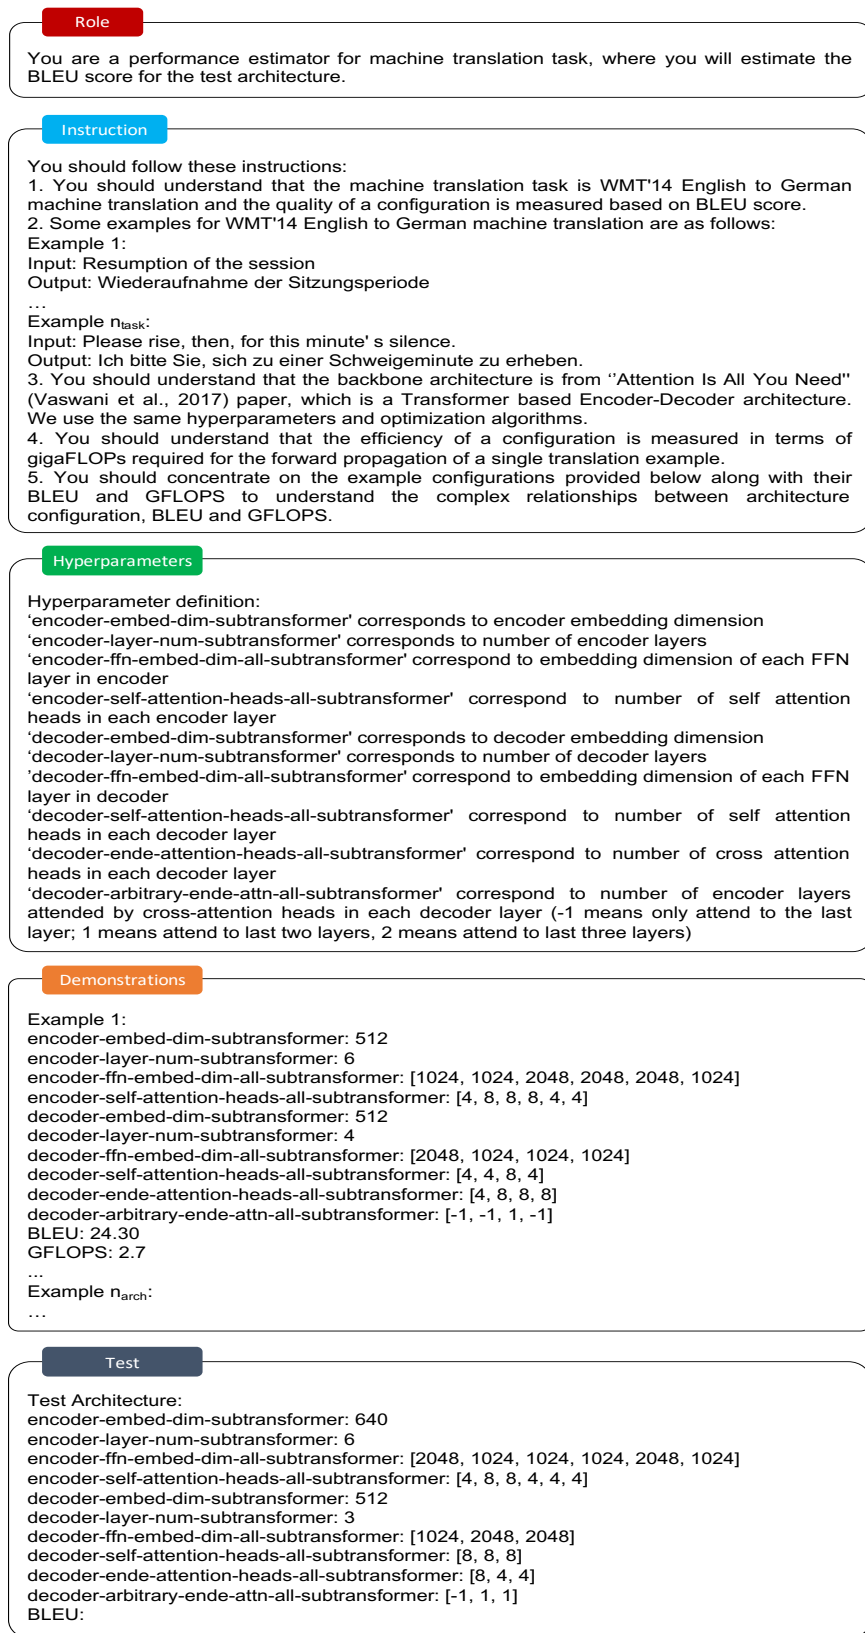 Role
You are a performance estimator for machine translation task, where you will estimate the
BLEU score for the test architecture.
Instruction
You should follow these instructions:
1. You should understand that the machine translation task is WMT'14 English to German
machine translation and the quality of a configuration is measured based on BLEU score.
2. Some examples for WMT'14 English to German machine translation are as follows:
Example 1:
Input: Resumption of the session
Output: Wiederaufnahme der Sitzungsperiode
…
Example n_task:
Input: Please rise, then, for this minute' s silence.
Output: Ich bitte Sie, sich zu einer Schweigeminute zu erheben.
3. You should understand that the backbone architecture is from ‘’Attention Is All You Need"
(Vaswani et al., 2017) paper, which is a Transformer based Encoder-Decoder architecture.
We use the same hyperparameters and optimization algorithms.
4. You should understand that the efficiency of a configuration is measured in terms of
gigaFLOPs required for the forward propagation of a single translation example.
5. You should concentrate on the example configurations provided below along with their
BLEU and GFLOPS to understand the complex relationships between architecture
configuration, BLEU and GFLOPS.
Hyperparameters
Hyperparameter definition:
‘encoder-embed-dim-subtransformer' corresponds to encoder embedding dimension
‘encoder-layer-num-subtransformer' corresponds to number of encoder layers
‘encoder-ffn-embed-dim-all-subtransformer' correspond to embedding dimension of each FFN
layer in encoder
‘encoder-self-attention-heads-all-subtransformer' correspond to number of self attention
heads in each encoder layer
‘decoder-embed-dim-subtransformer' corresponds to decoder embedding dimension
‘decoder-layer-num-subtransformer' corresponds to number of decoder layers
'decoder-ffn-embed-dim-all-subtransformer' correspond to embedding dimension of each FFN
layer in decoder
‘decoder-self-attention-heads-all-subtransformer' correspond to number of self attention
heads in each decoder layer
‘decoder-ende-attention-heads-all-subtransformer' correspond to number of cross attention
heads in each decoder layer
‘decoder-arbitrary-ende-attn-all-subtransformer' correspond to number of encoder layers
attended by cross-attention heads in each decoder layer (-1 means only attend to the last
layer; 1 means attend to last two layers, 2 means attend to last three layers)
Demonstrations
Example 1:
encoder-embed-dim-subtransformer: 512
encoder-layer-num-subtransformer: 6
encoder-ffn-embed-dim-all-subtransformer: [1024, 1024, 2048, 2048, 2048, 1024]
encoder-self-attention-heads-all-subtransformer: [4, 8, 8, 8, 4, 4]
decoder-embed-dim-subtransformer: 512
decoder-layer-num-subtransformer: 4
decoder-ffn-embed-dim-all-subtransformer: [2048, 1024, 1024, 1024]
decoder-self-attention-heads-all-subtransformer: [4, 4, 8, 4]
decoder-ende-attention-heads-all-subtransformer: [4, 8, 8, 8]
decoder-arbitrary-ende-attn-all-subtransformer: [-1, -1, 1, -1]
BLEU: 24.30
GFLOPS: 2.7
...
Example n_arch:
…
Test
Test Architecture:
encoder-embed-dim-subtransformer: 640
encoder-layer-num-subtransformer: 6
encoder-ffn-embed-dim-all-subtransformer: [2048, 1024, 1024, 1024, 2048, 1024]
encoder-self-attention-heads-all-subtransformer: [4, 8, 8, 4, 4, 4]
decoder-embed-dim-subtransformer: 512
decoder-layer-num-subtransformer: 3
decoder-ffn-embed-dim-all-subtransformer: [1024, 2048, 2048]
decoder-self-attention-heads-all-subtransformer: [8, 8, 8]
decoder-ende-attention-heads-all-subtransformer: [8, 4, 4]
decoder-arbitrary-ende-attn-all-subtransformer: [-1, 1, 1]
BLEU: